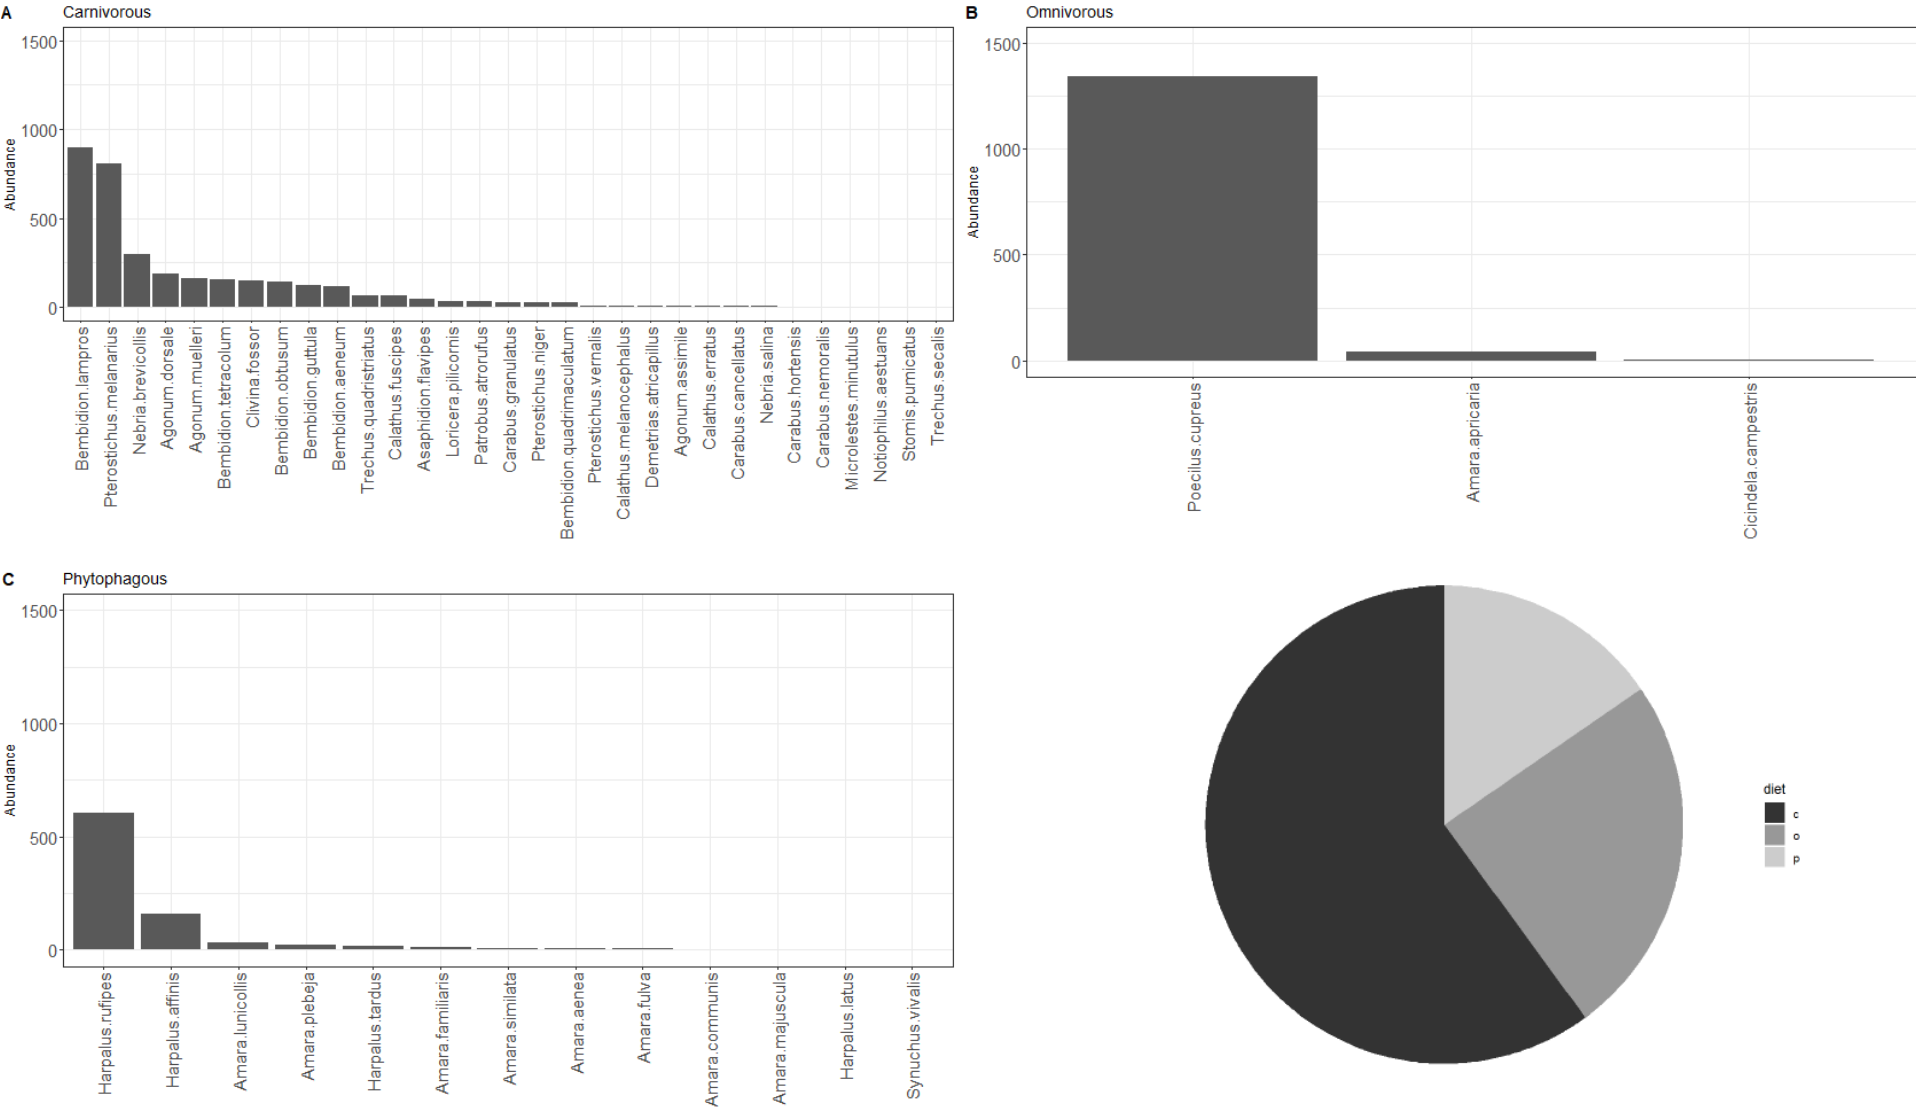 A Carnivorous
1500
1000
500
0
Abundance
Bembidion.lampros
Pterostichus.melanarius
Nebria.brevicollis
Agonum.dorsale
Agonum.muelleri
Bembidion.tetracolum
Clivina.fossor
Bembidion.obtusum
Bembidion.guttula
Bembidion.aeneum
Trechus.quadristriatus
Calathus.fuscipes
Asaphidion.flavipes
Loricera.pilicornis
Patrobus.atrorufus
Carabus.granulatus
Pterostichus.niger
Bembidion.quadrimaculatum
Pterostichus.vernalis
Calathus.melanocephalus
Demetrias.atricapillus
Agonum.assimile
Calathus.erratus
Carabus.cancellatus
Nebria.salina
Carabus.hortensis
Carabus.nemoralis
Microlestes.minutulus
Notiophilus.aestuans
Stomis.pumicatus
Trechus.secalis
B Omnivorous
1500
1000
500
0
Abundance
Poecilus.cupreus
Amara.apricaria
Cicindela.campestris
C Phytophagous
1500
1000
500
0
Abundance
Harpalus.rufipes
Harpalus.affinis
Amara.lunicollis
Amara.plebeja
Harpalus.tardus
Amara.familiaris
Amara.similata
Amara.aenea
Amara.fulva
Amara.communis
Amara.majuscula
Harpalus.latus
Synuchus.vivalis
diet
c
o
p